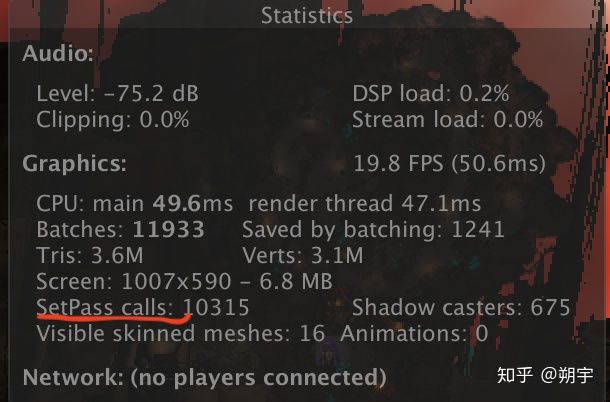 Statistics
Audio:
Level: -75.2 dB DSP load: 0.2%
Clipping: 0.0% Stream load: 0.0%
Graphics: 19.8 FPS (50.6ms)
CPU: main 49.6ms render thread 47.1ms
Batches: 11933 Saved by batching: 1241
Tris: 3.6M Verts: 3.1M
Screen: 1007x590 - 6.8 MB
SetPass calls: 10315 Shadow casters: 675
Visible skinned meshes: 16 Animations: 0
Network: (no players connected)
知乎 @朔宇